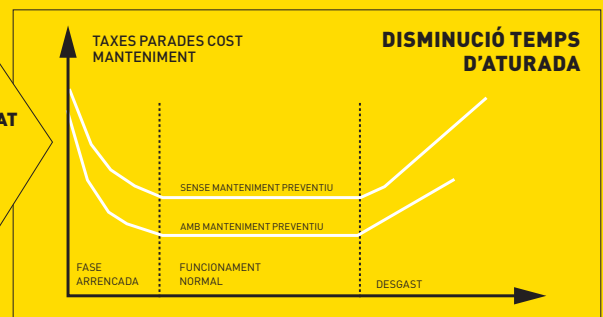 TAXES PARADES COST
MANTENIMENT
DISMINUCIÓ TEMPS
D'ATURADA
AT
SENSE MANTENIMENT PREVENTIU
AMB MANTENIMENT PREVENTIU
FASE
ARRENCADA
FUNCIONAMENT
NORMAL
DESGAST